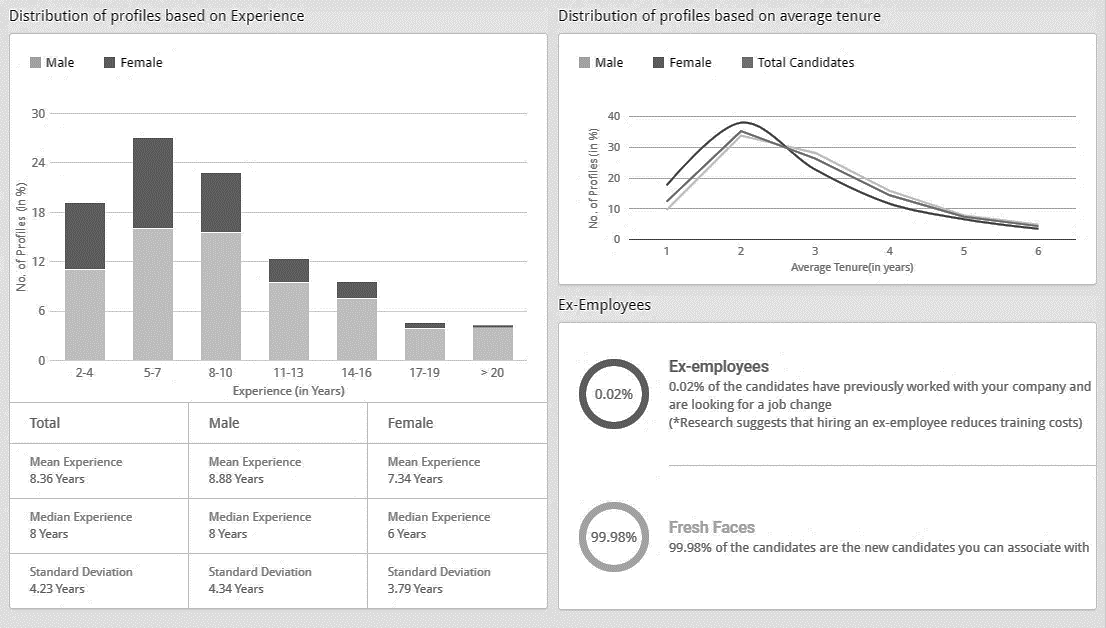 Distribution of profiles based on Experience
Male
Female
No. of Profiles (in %)
30
24
18
12
6
0
2-4
5-7
8-10
11-13
14-16
17-19
> 20
Experience (in Years)
Total
Male
Female
Mean Experience
8.36 Years
Mean Experience
8.88 Years
Mean Experience
7.34 Years
Median Experience
8 Years
Median Experience
8 Years
Median Experience
6 Years
Standard Deviation
4.23 Years
Standard Deviation
4.34 Years
Standard Deviation
3.79 Years
Distribution of profiles based on average tenure
Male
Female
Total Candidates
No. of Profiles (in %)
40
30
20
10
0
1
2
3
4
5
6
Average Tenure(in years)
Ex-Employees
0.02%
Ex-employees
0.02% of the candidates have previously worked with your company and
are looking for a job change
(*Research suggests that hiring an ex-employee reduces training costs)
99.98%
Fresh Faces
99.98% of the candidates are the new candidates you can associate with